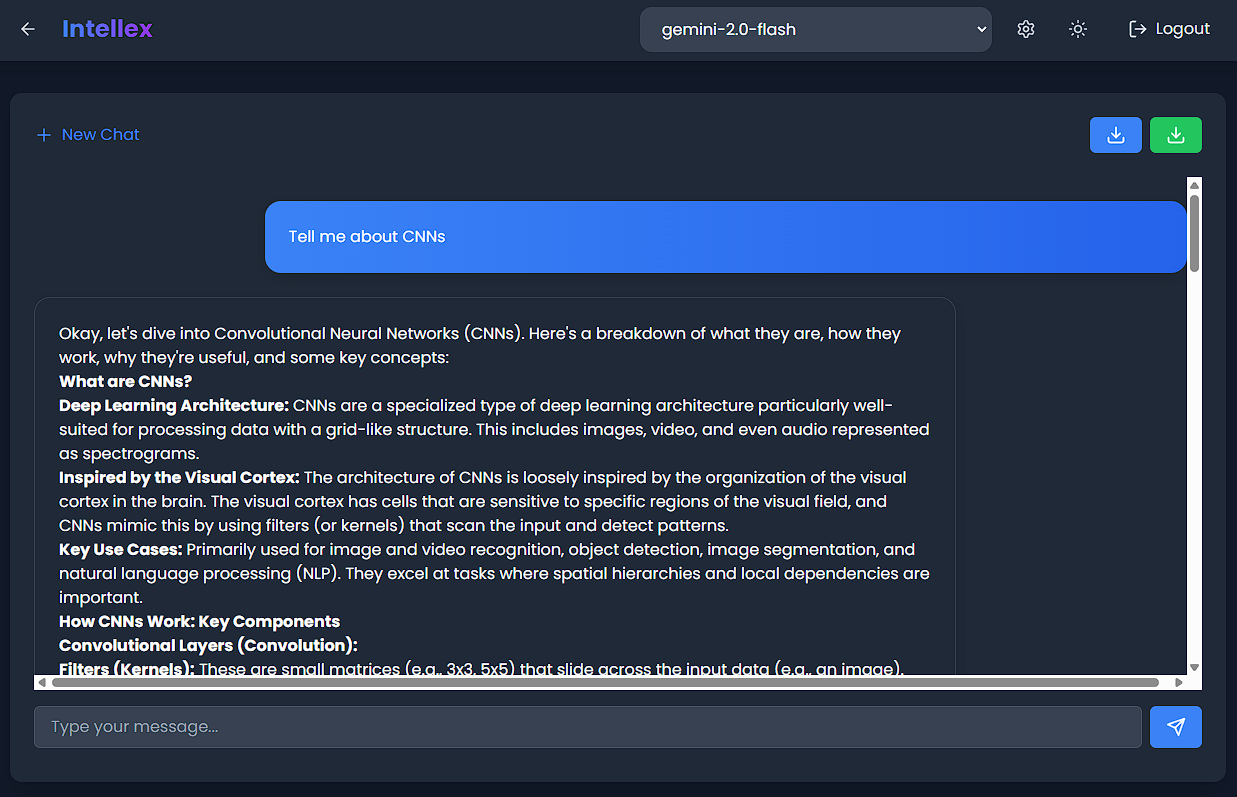 Intellex
gemini-2.0-flash
Logout
New Chat
Tell me about CNNs
Okay, let's dive into Convolutional Neural Networks (CNNs). Here's a breakdown of what they are, how they
work, why they're useful, and some key concepts:
What are CNNs?
Deep Learning Architecture: CNNs are a specialized type of deep learning architecture particularly well-
suited for processing data with a grid-like structure. This includes images, video, and even audio represented
as spectrograms.
Inspired by the Visual Cortex: The architecture of CNNs is loosely inspired by the organization of the visual
cortex in the brain. The visual cortex has cells that are sensitive to specific regions of the visual field, and
CNNs mimic this by using filters (or kernels) that scan the input and detect patterns.
Key Use Cases: Primarily used for image and video recognition, object detection, image segmentation, and
natural language processing (NLP). They excel at tasks where spatial hierarchies and local dependencies are
important.
How CNNs Work: Key Components
Convolutional Layers (Convolution):
Filters (Kernels): These are small matrices (e.g., 3x3, 5x5) that slide across the input data (e.g., an image).
Type your message...